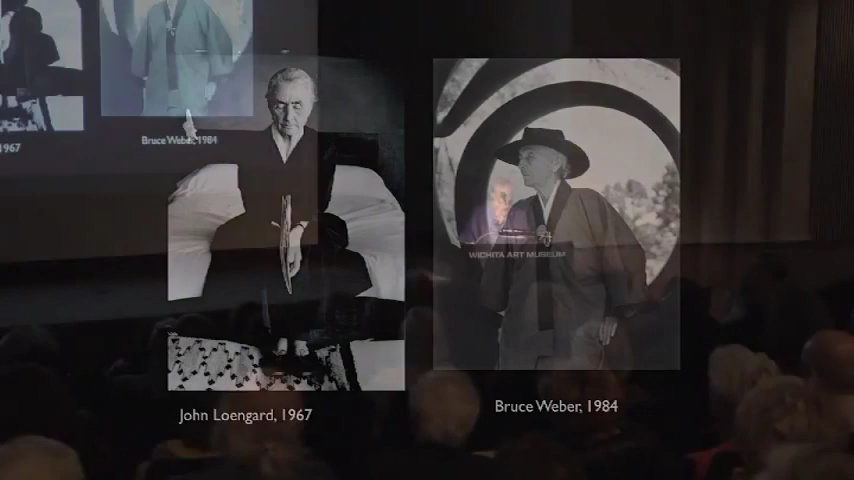 1967
Bruce Weber, 1984
WICHITA ART MUSEUM
John Loengard, 1967
Bruce Weber, 1984